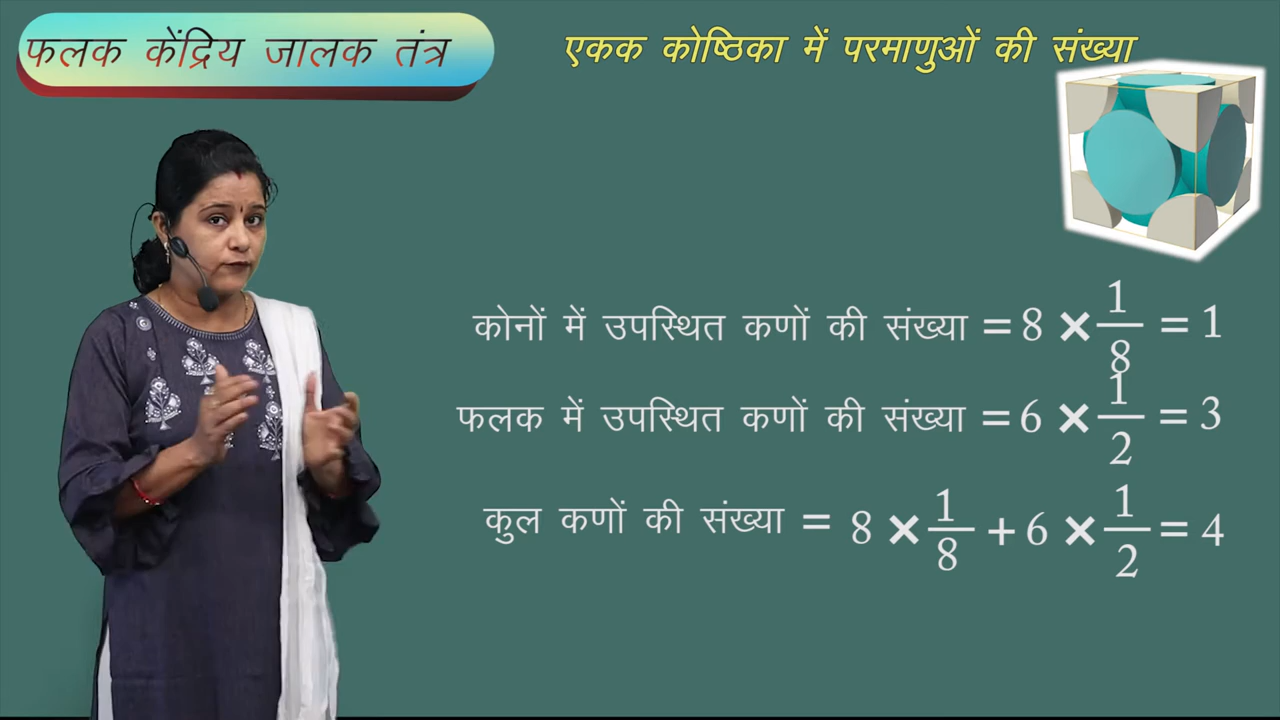 फलक केंद्रिय जालक तंत्र
एकक कोष्ठिका में परमाणुओं की संख्या
कोनों में उपस्थित कणों की संख्या = 8 × 1/8 = 1
फलक में उपस्थित कणों की संख्या = 6 × 1/2 = 3
कुल कणों की संख्या = 8 × 1/8 + 6 × 1/2 = 4